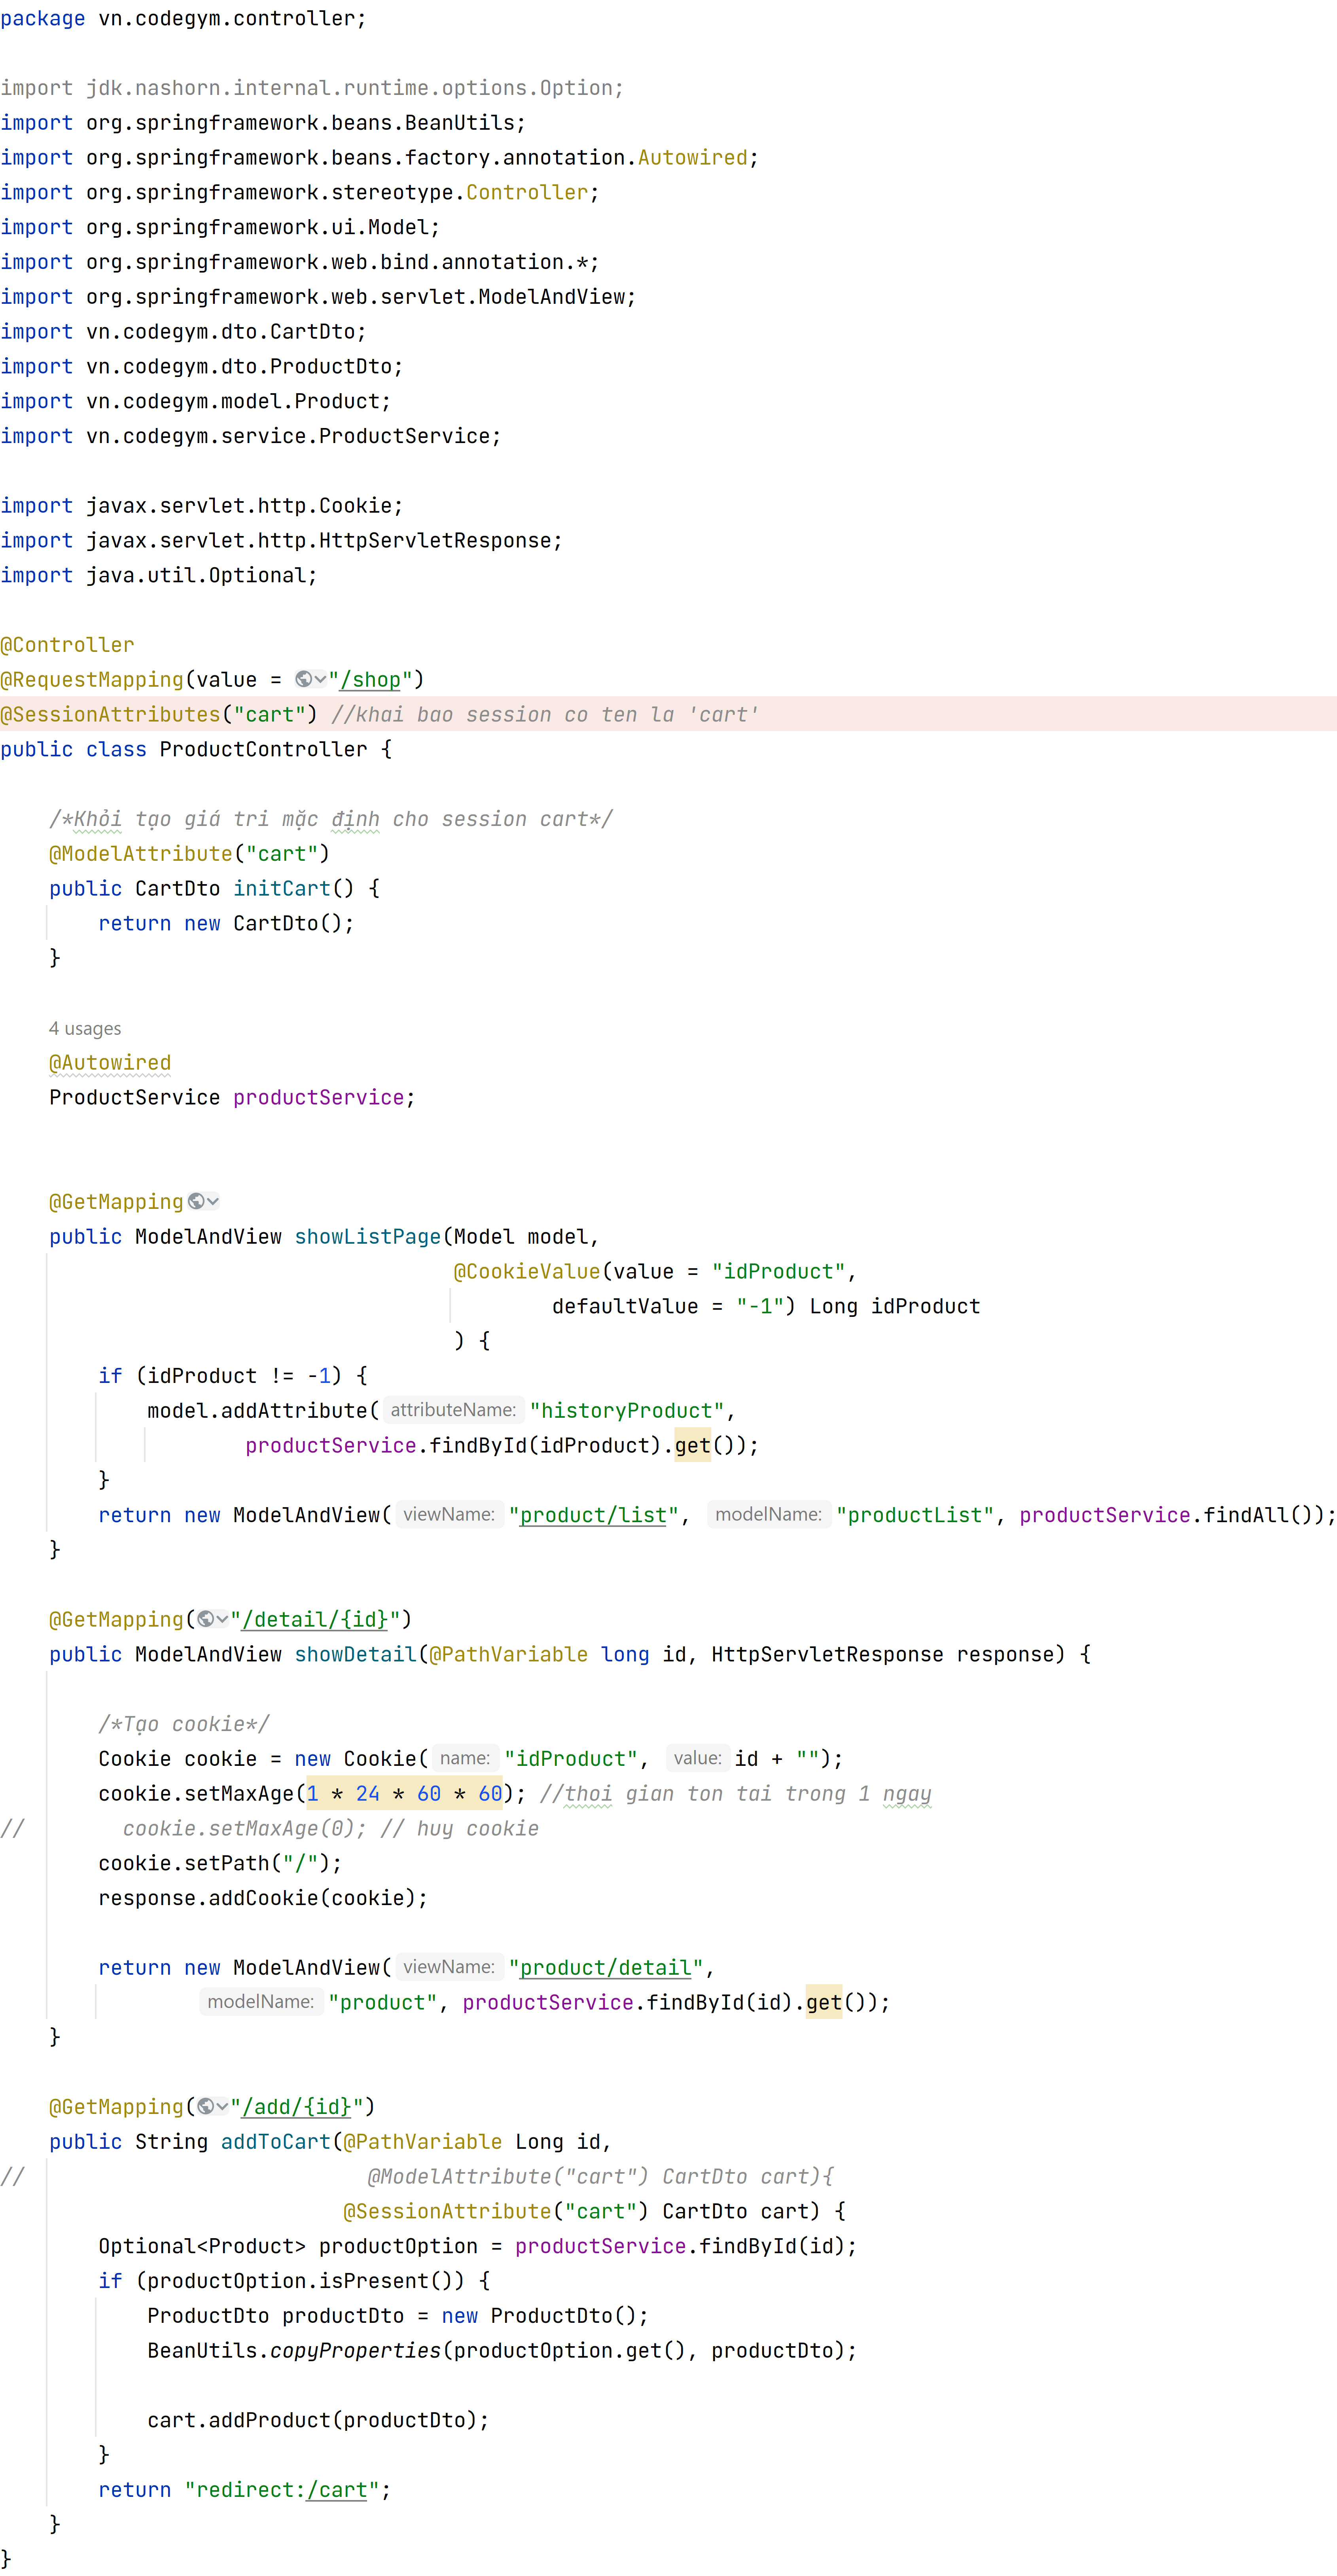 package vn.codegym.controller;
import jdk.nashorn.internal.runtime.options.Option;
import org.springframework.beans.BeanUtils;
import org.springframework.beans.factory.annotation.Autowired;
import org.springframework.stereotype.Controller;
import org.springframework.ui.Model;
import org.springframework.web.bind.annotation.*;
import org.springframework.web.servlet.ModelAndView;
import vn.codegym.dto.CartDto;
import vn.codegym.dto.ProductDto;
import vn.codegym.model.Product;
import vn.codegym.service.ProductService;
import javax.servlet.http.Cookie;
import javax.servlet.http.HttpServletResponse;
import java.util.Optional;
@Controller
@RequestMapping(value = "/shop")
@SessionAttributes("cart") //khai bao session co ten la 'cart'
public class ProductController {
/*Khỏi tạo giá tri mặc định cho session cart*/
@ModelAttribute("cart")
public CartDto initCart() {
return new CartDto();
}
4 usages
@Autowired
ProductService productService;
@GetMapping
public ModelAndView showListPage(Model model,
@CookieValue(value = "idProduct",
defaultValue = "-1") Long idProduct
) {
if (idProduct != -1) {
model.addAttribute( attributeName: "historyProduct",
productService.findById(idProduct).get());
}
return new ModelAndView( viewName: "product/list", modelName: "productList", productService.findAll());
}
@GetMapping("/detail/{id}")
public ModelAndView showDetail(@PathVariable long id, HttpServletResponse response) {
/*Tạo cookie*/
Cookie cookie = new Cookie( name: "idProduct", value: id + "");
cookie.setMaxAge(1 * 24 * 60 * 60); //thoi gian ton tai trong 1 ngay
// cookie.setMaxAge(0); // huy cookie
cookie.setPath("/");
response.addCookie(cookie);
return new ModelAndView( viewName: "product/detail",
modelName: "product", productService.findById(id).get());
}
@GetMapping("/add/{id}")
public String addToCart(@PathVariable Long id,
// @ModelAttribute("cart") CartDto cart){
@SessionAttribute("cart") CartDto cart) {
Optional<Product> productOption = productService.findById(id);
if (productOption.isPresent()) {
ProductDto productDto = new ProductDto();
BeanUtils.copyProperties(productOption.get(), productDto);
cart.addProduct(productDto);
}
return "redirect:/cart";
}
}